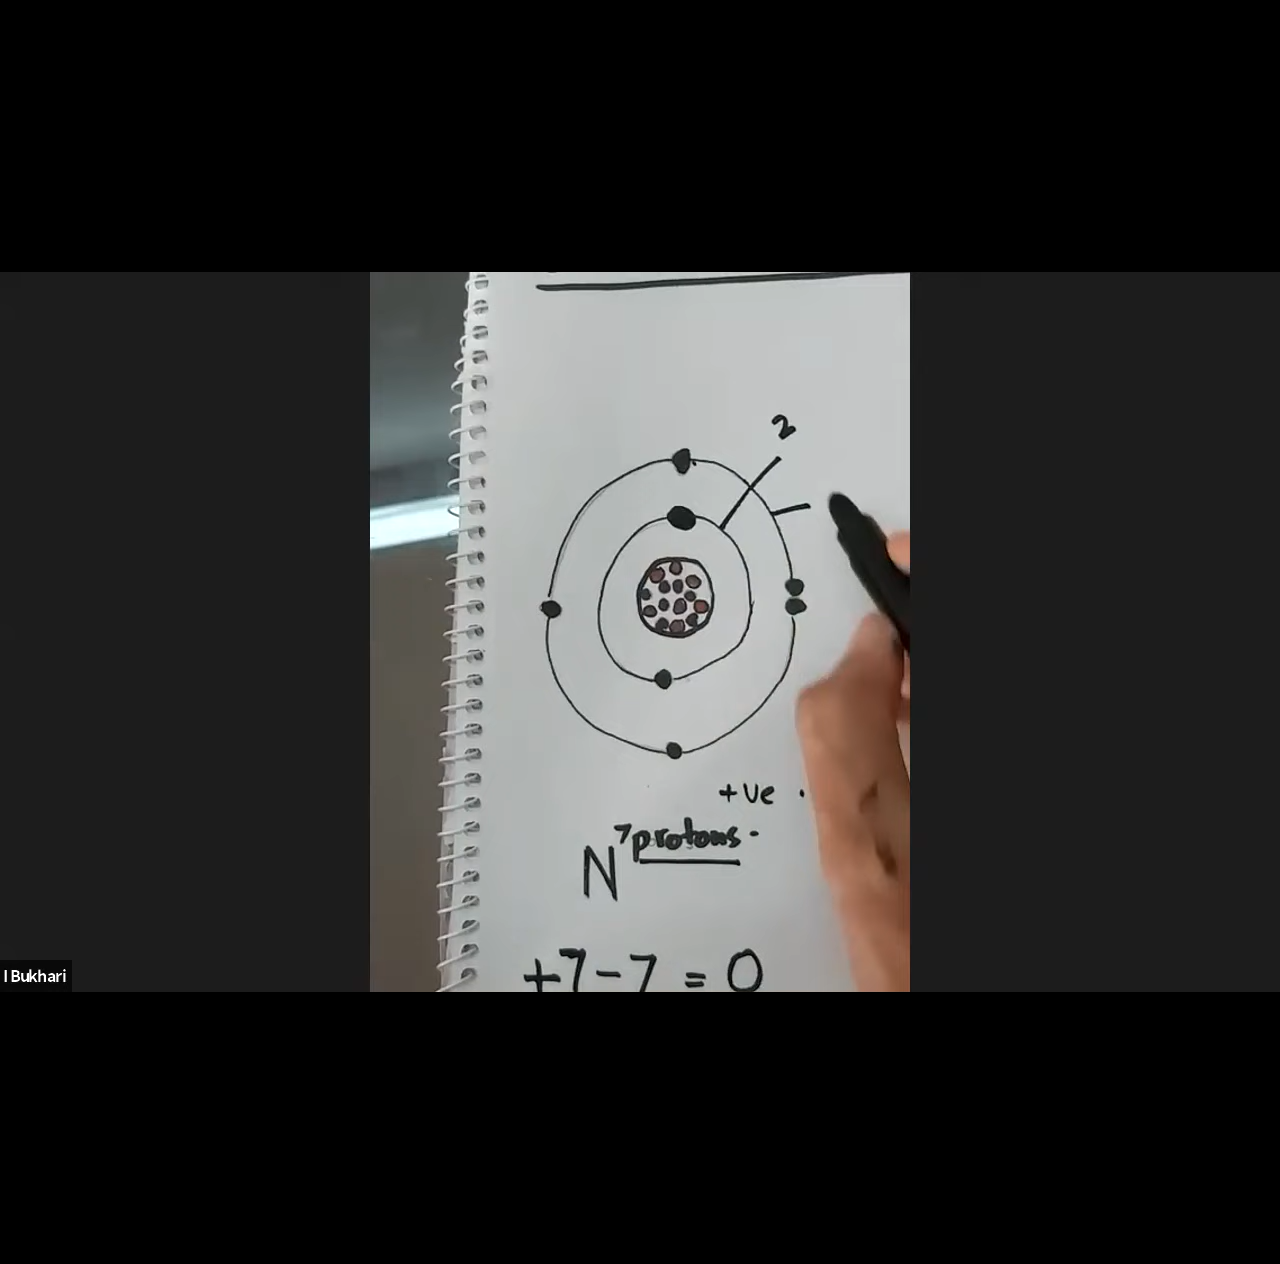 2
+ve .
7 protons.
N
+7-7 = 0
I Bukhari